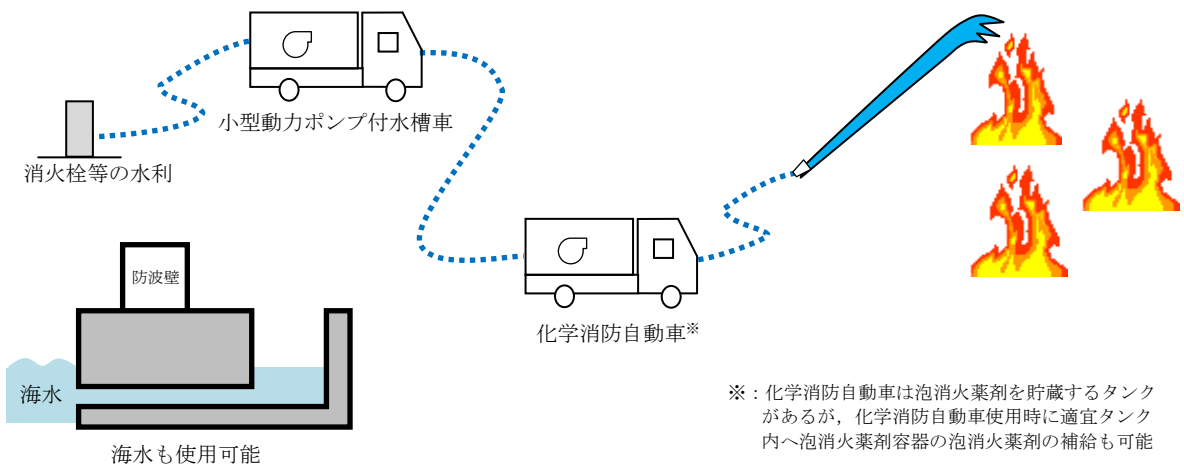 小型動力ポンプ付水槽車
消火栓等の水利
防波壁
海水
海水も使用可能
化学消防自動車※
※：化学消防自動車は泡消火薬剤を貯蔵するタンク
があるが，化学消防自動車使用時に適宜タンク
内へ泡消火薬剤容器の泡消火薬剤の補給も可能